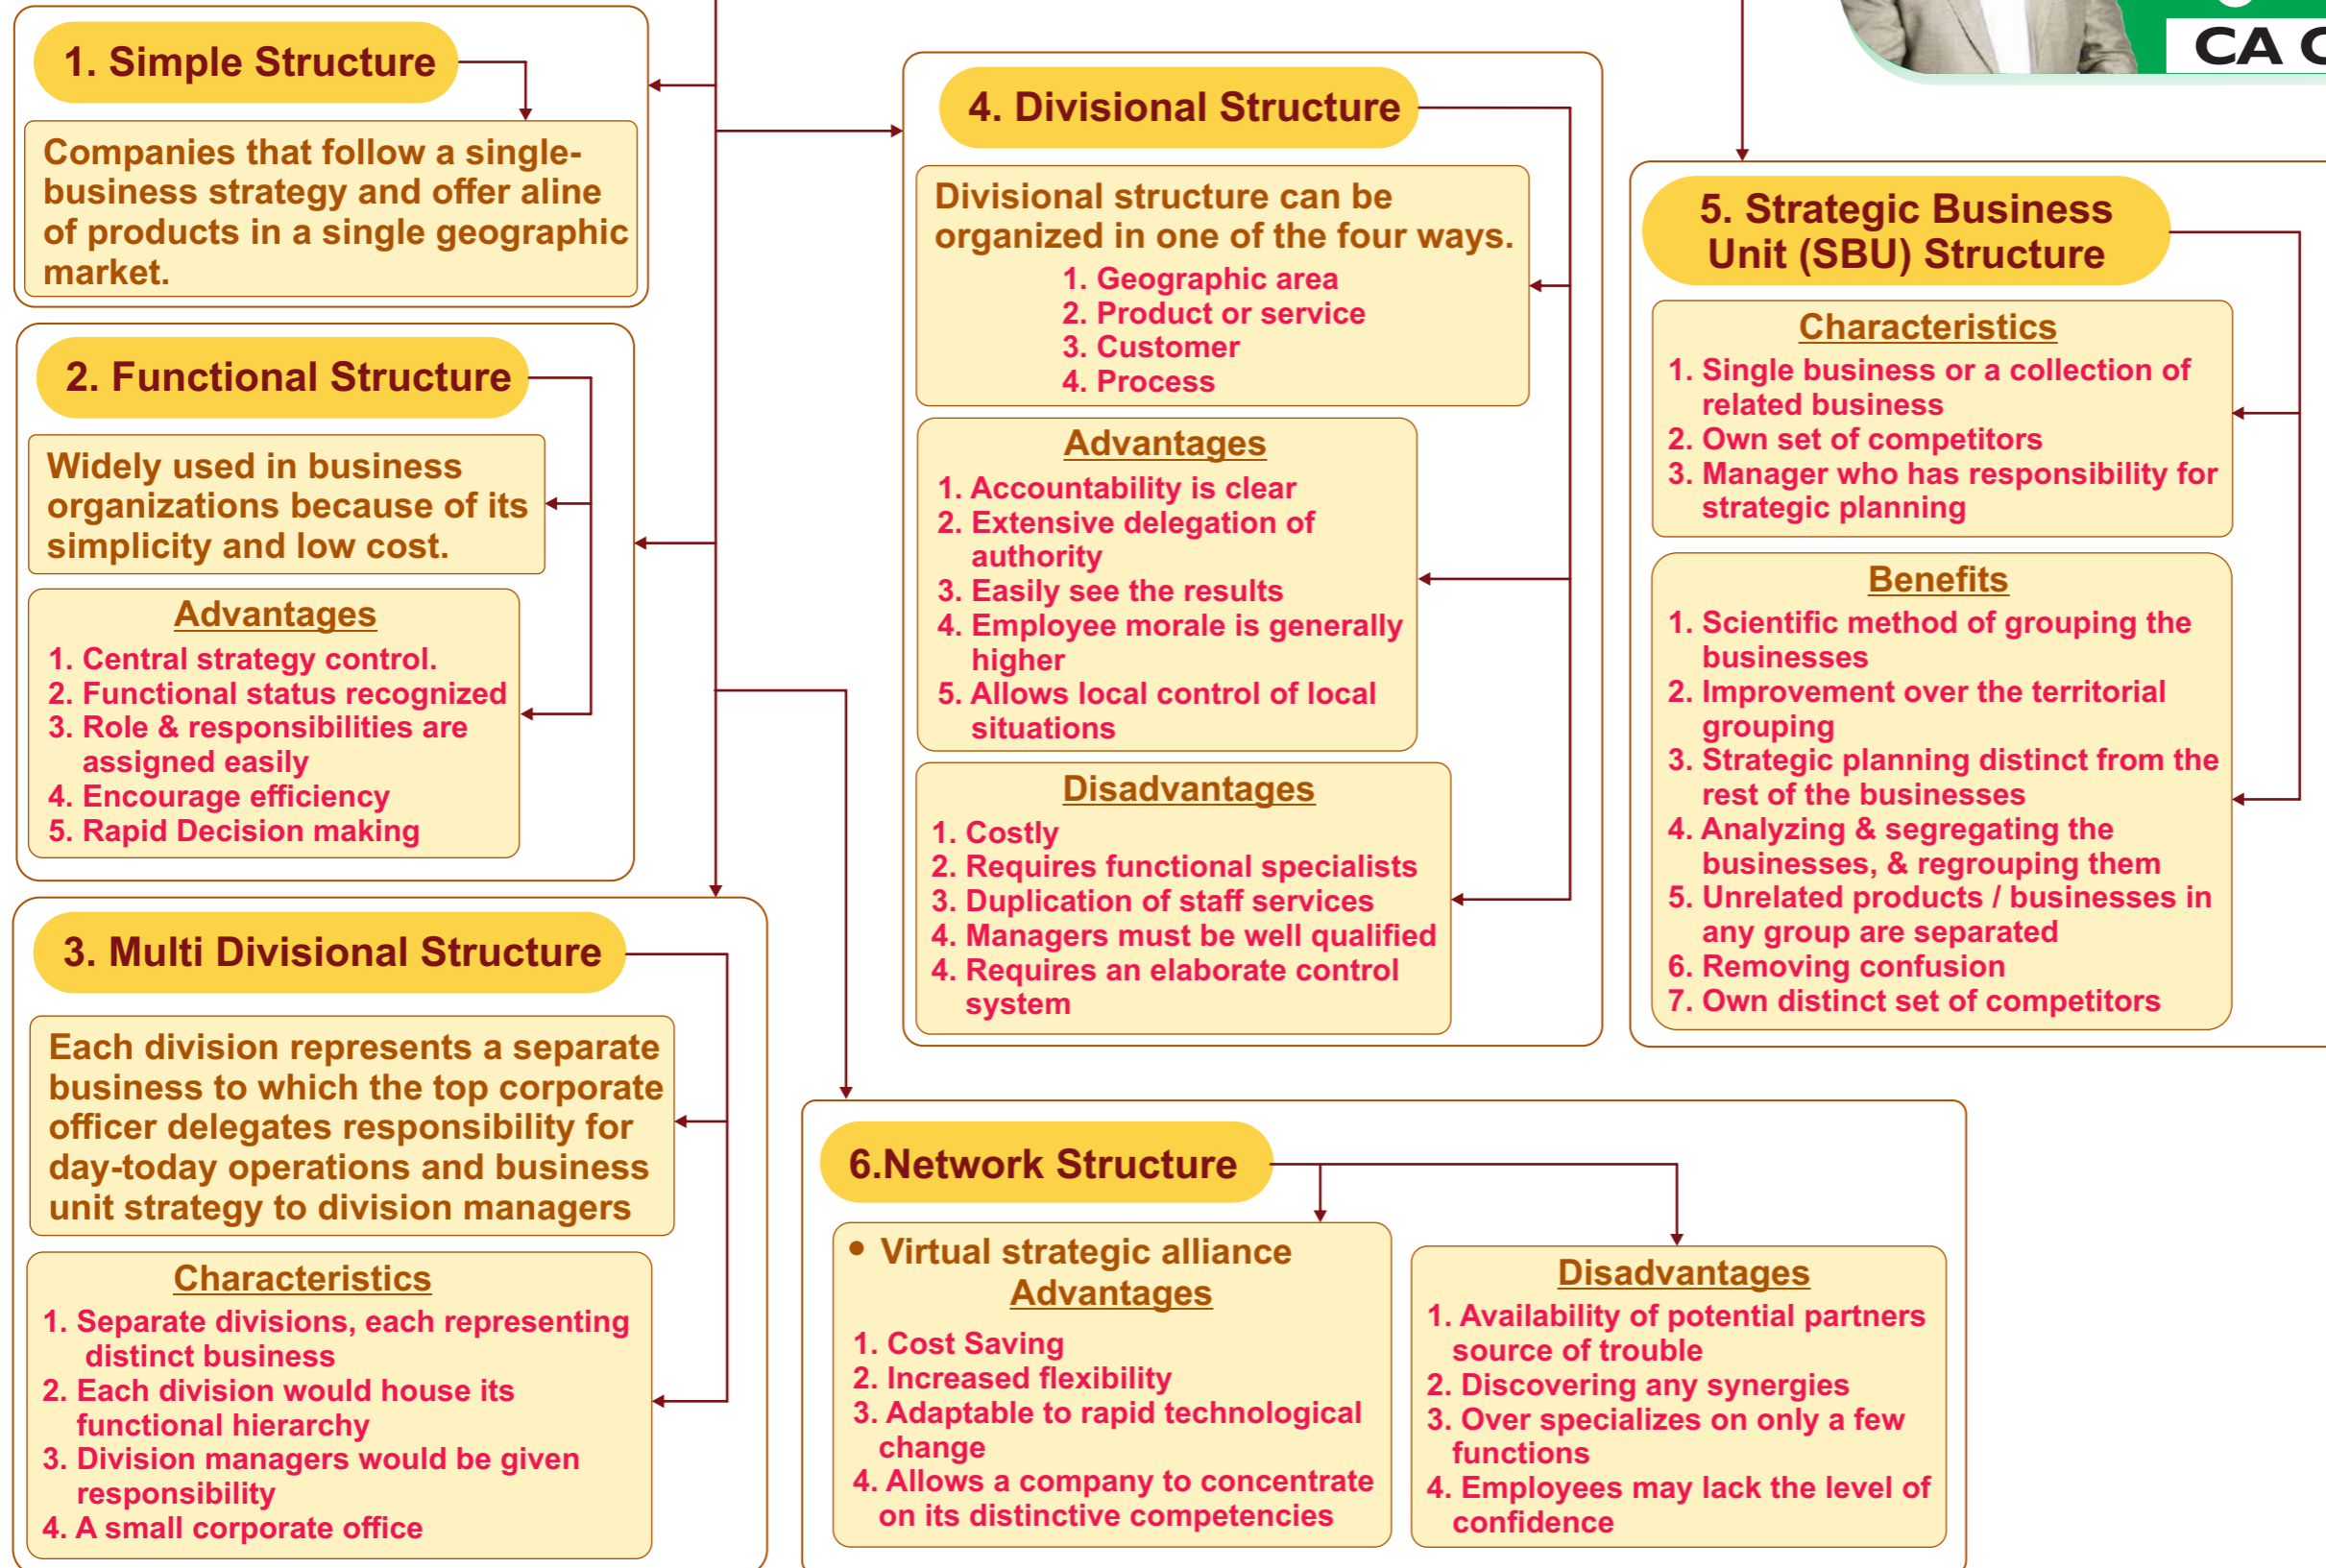 CA
1. Simple Structure
Companies that follow a single-
business strategy and offer aline
of products in a single geographic
market.
2. Functional Structure
Widely used in business
organizations because of its
simplicity and low cost.
Advantages
1. Central strategy control.
2. Functional status recognized
3. Role & responsibilities are
assigned easily
4. Encourage efficiency
5. Rapid Decision making
3. Multi Divisional Structure
Each division represents a separate
business to which the top corporate
officer delegates responsibility for
day-today operations and business
unit strategy to division managers
Characteristics
1. Separate divisions, each representing
distinct business
2. Each division would house its
functional hierarchy
3. Division managers would be given
responsibility
4. A small corporate office
4. Divisional Structure
Divisional structure can be
organized in one of the four ways.
1. Geographic area
2. Product or service
3. Customer
4. Process
Advantages
1. Accountability is clear
2. Extensive delegation of
authority
3. Easily see the results
4. Employee morale is generally
higher
5. Allows local control of local
situations
Disadvantages
1. Costly
2. Requires functional specialists
3. Duplication of staff services
4. Managers must be well qualified
4. Requires an elaborate control
system
5. Strategic Business
Unit (SBU) Structure
Characteristics
1. Single business or a collection of
related business
2. Own set of competitors
3. Manager who has responsibility for
strategic planning
Benefits
1. Scientific method of grouping the
businesses
2. Improvement over the territorial
grouping
3. Strategic planning distinct from the
rest of the businesses
4. Analyzing & segregating the
businesses, & regrouping them
5. Unrelated products / businesses in
any group are separated
6. Removing confusion
7. Own distinct set of competitors
6.Network Structure
• Virtual strategic alliance
Advantages
1. Cost Saving
2. Increased flexibility
3. Adaptable to rapid technological
change
4. Allows a company to concentrate
on its distinctive competencies
Disadvantages
1. Availability of potential partners
source of trouble
2. Discovering any synergies
3. Over specializes on only a few
functions
4. Employees may lack the level of
confidence